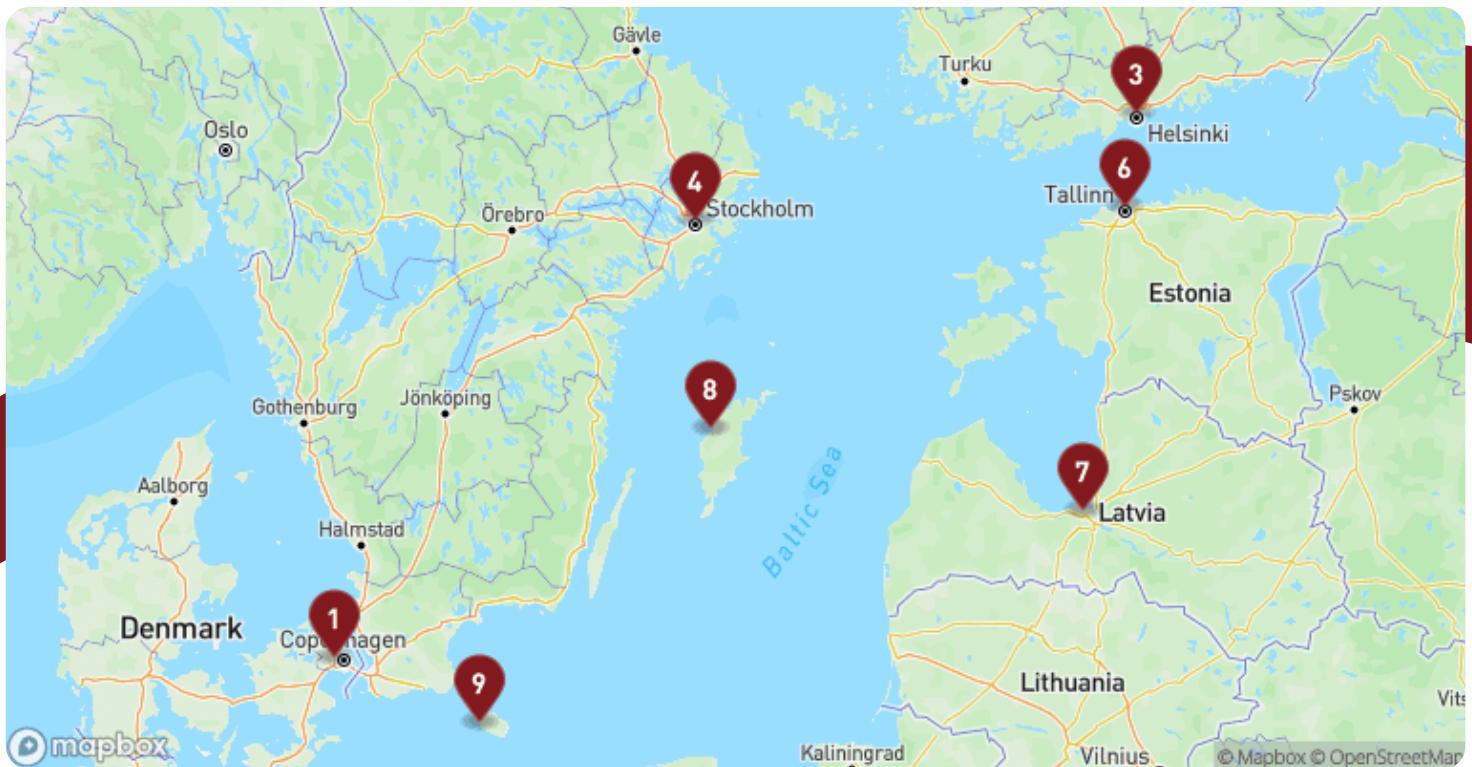 Gävle
Turku
3
Oslo
Helsinki
6
4
Tallinn
Örebro
Stockholm
Estonia
8
Jönköping
Pskov
Gothenburg
7
Baltic Sea
Aalborg
Latvia
Halmstad
1
Denmark
Copenhagen
9
Lithuania
Vits
mapbox
Kaliningrad
Vilnius
© Mapbox © OpenStreetMap